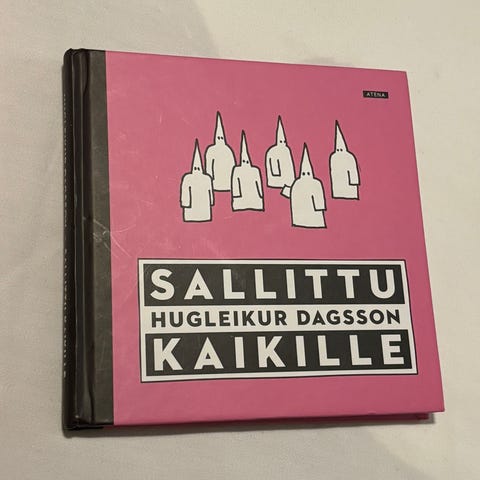 ATENA
SALLITTU
HUGLEIKUR DAGSSON
KAIKILLE